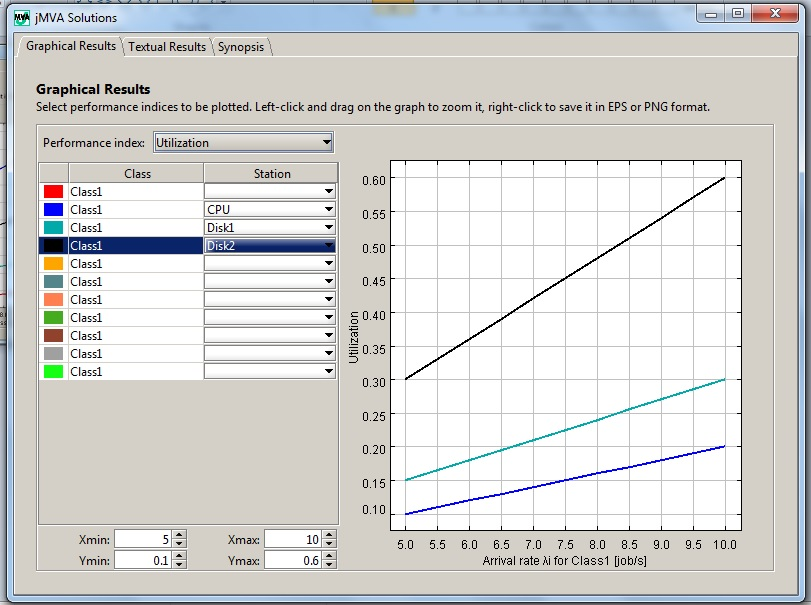 MVA jMVA Solutions
Graphical Results Textual Results Synopsis
Graphical Results
Select performance indices to be plotted. Left-click and drag on the graph to zoom it, right-click to save it in EPS or PNG format.
Performance index: Utilization
Class Station
Class1
Class1 CPU
Class1 Disk1
Class1 Disk2
Class1
Class1
Class1
Class1
Class1
Class1
Class1
Xmin: 5 Xmax: 10
Ymin: 0.1 Ymax: 0.6
Utilization
0.60
0.55
0.50
0.45
0.40
0.35
0.30
0.25
0.20
0.15
0.10
5.0 5.5 6.0 6.5 7.0 7.5 8.0 8.5 9.0 9.5 10.0
Arrival rate λi for Class1 [job/s]